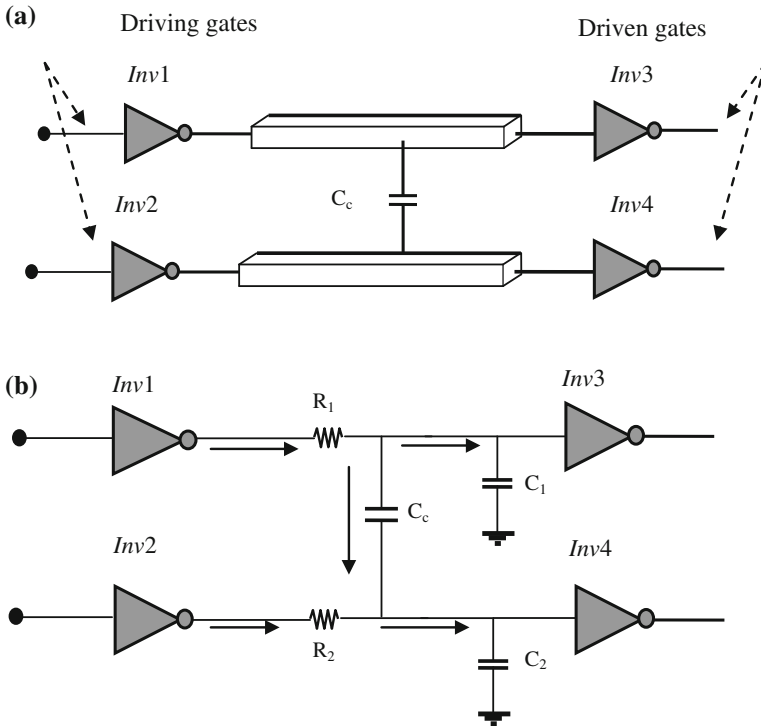 (a)
Driving gates
Driven gates
Inv1
Inv3
Inv2
Cc
Inv4
(b)
Inv1
R1
Inv3
Cc
C1
Inv2
Inv4
R2
C2